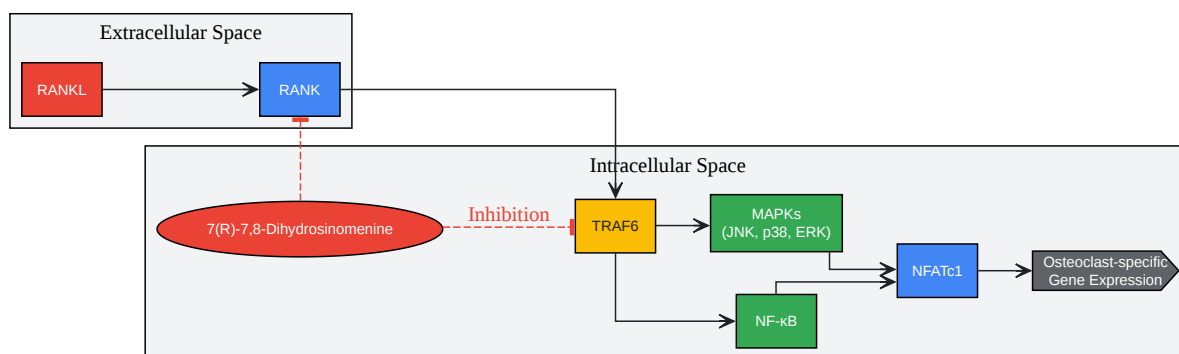 Extracellular Space
RANKL
RANK
Intracellular Space
7(R)-7,8-Dihydrosinomenine
Inhibition
TRAF6
MAPKs
(JNK, p38, ERK)
NF-κB
NFATc1
Osteoclast-specific
Gene Expression